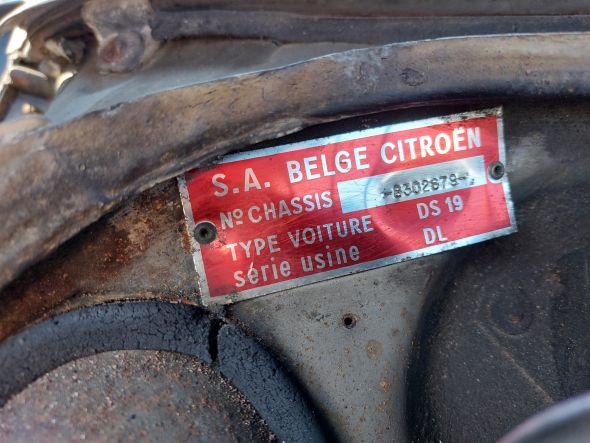 S.A. BELGE CITROËN
Nº CHASSIS -8302679-
TYPE VOITURE DS 19
série usine DL